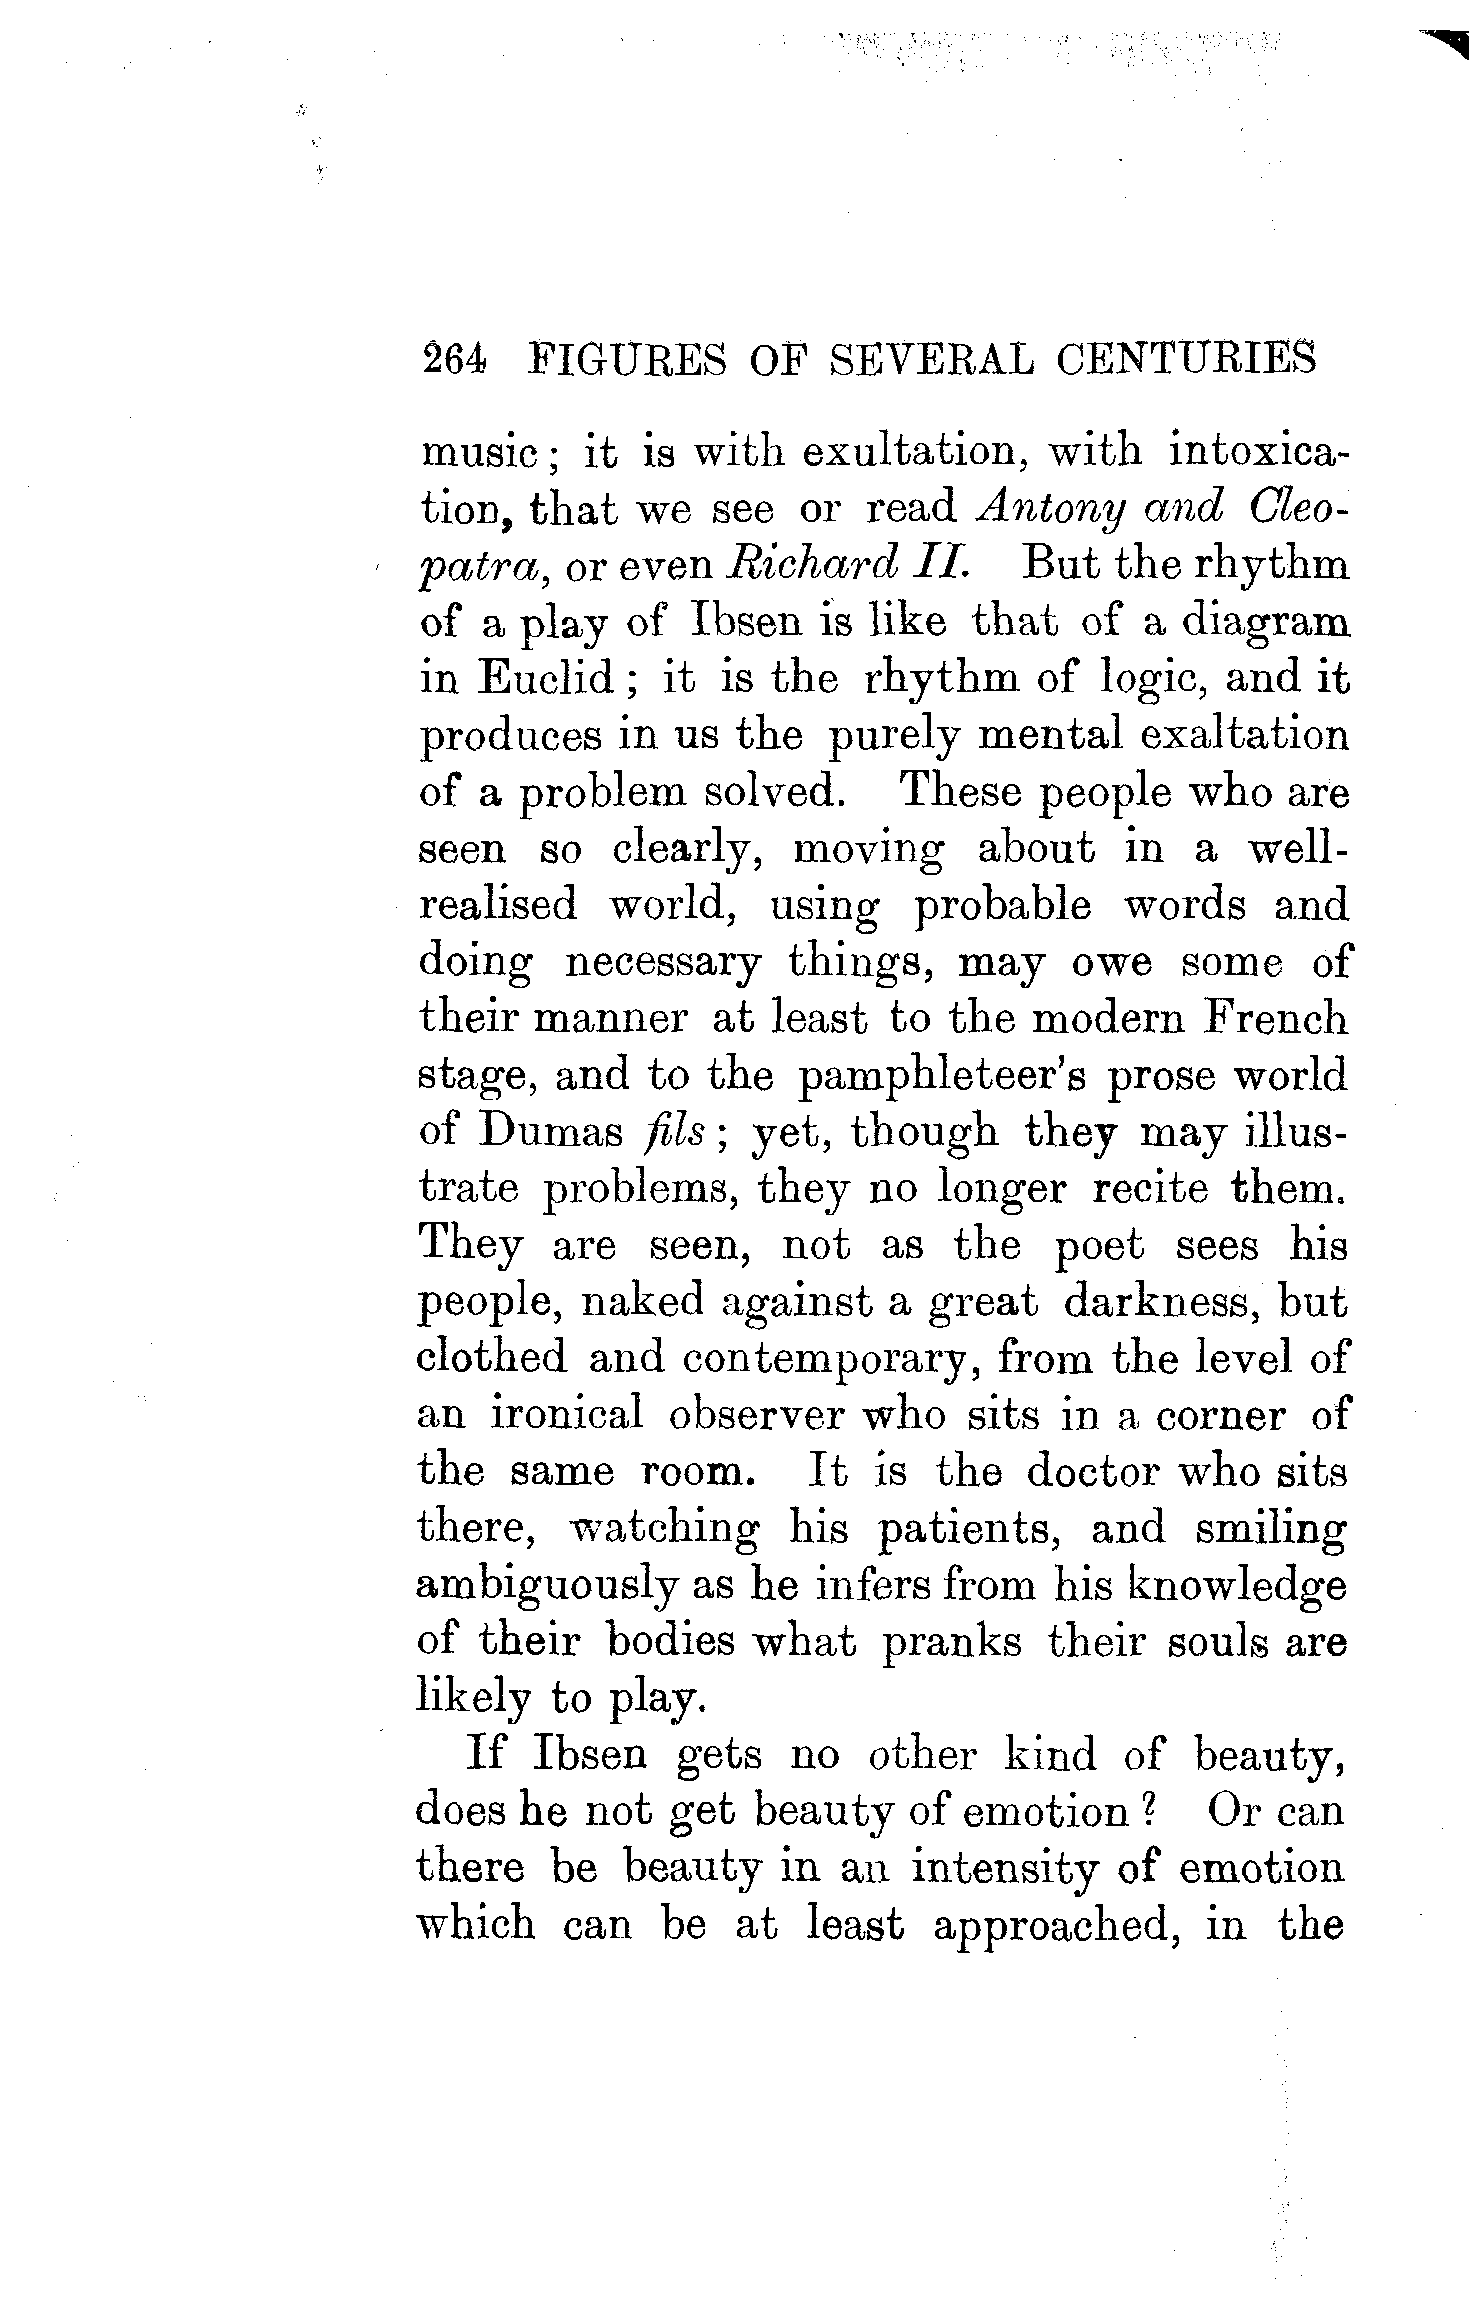 264 FIGURES OF SEVERAL CENTURIES
music; it is with exultation, with intoxica-
tion, that we see or read Antony and Cleo-
patra, or even Richard II. But the rhythm
of a play of Ibsen is like that of a diagram
in Euclid; it is the rhythm of logic, and it
produces in us the purely mental exaltation
of a problem solved. These people who are
seen so clearly, moving about in a well-
realised world, using probable words and
doing necessary things, may owe some of
their manner at least to the modern French
stage, and to the pamphleteer's prose world
of Dumas fils; yet, though they may illus-
trate problems, they no longer recite them.
They are seen, not as the poet sees his
people, naked against a great darkness, but
clothed and contemporary, from the level of
an ironical observer who sits in a corner of
the same room. It is the doctor who sits
there, watching his patients, and smiling
ambiguously as he infers from his knowledge
of their bodies what pranks their souls are
likely to play.
If Ibsen gets no other kind of beauty,
does he not get beauty of emotion? Or can
there be beauty in an intensity of emotion
which can be at least approached, in the